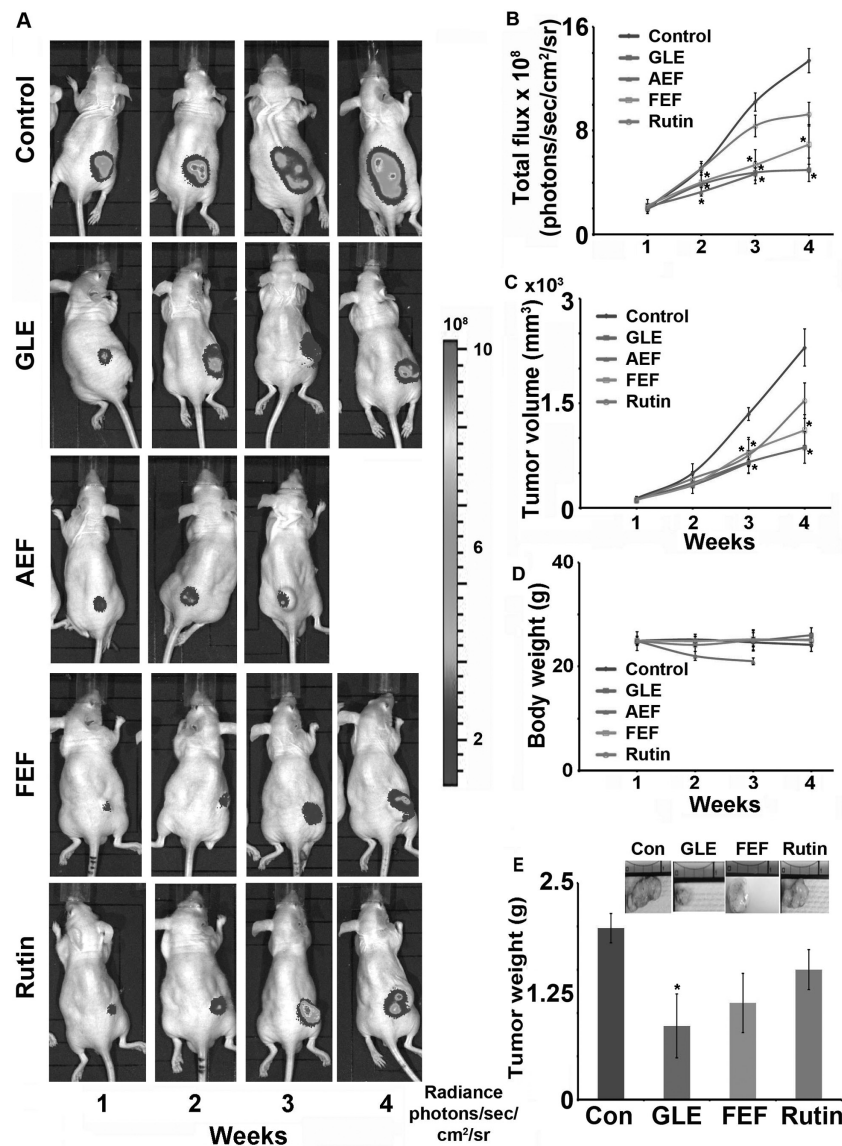 A
Control
GLE
AEF
FEF
Rutin
1 2 3 4
Weeks
10⁸
10
6
2
Radiance
photons/sec/
cm²/sr
B
Total flux x 10⁸
(photons/sec/cm²/sr)
16
8
0
Control
GLE
AEF
FEF
Rutin
* * * * * * *
1 2 3 4
C
x10³
Tumor volume (mm³)
3
1.5
0
Control
GLE
AEF
FEF
Rutin
* * * * *
1 2 3 4
Weeks
D
Body weight (g)
40
20
0
Control
GLE
AEF
FEF
Rutin
1 2 3 4
Weeks
E
Con GLE FEF Rutin
Tumor weight (g)
2.5
1.25
0
*
Con GLE FEF Rutin